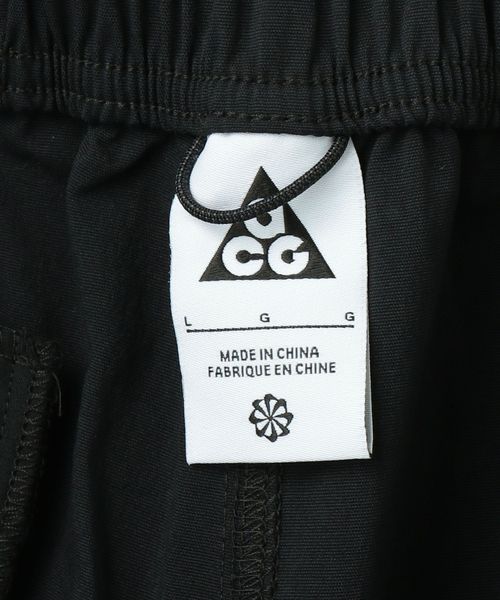 ACG
L G G
MADE IN CHINA
FABRIQUE EN CHINE